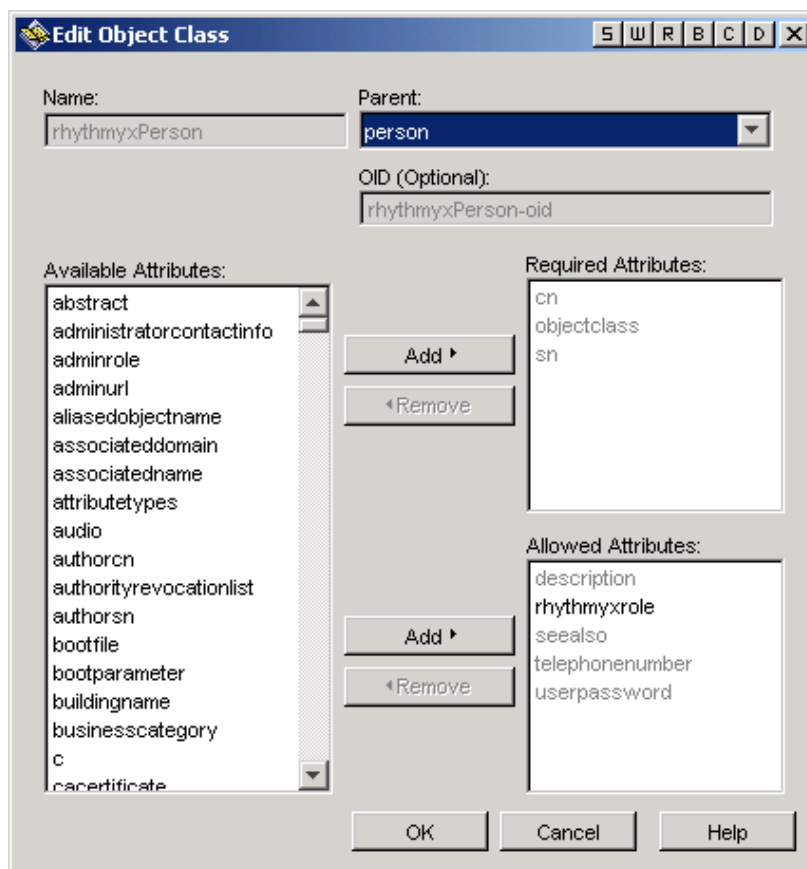 Edit Object Class
S W R B C D X
Name:
rhythmyxPerson
Parent:
person
OID (Optional):
rhythmyxPerson-oid
Available Attributes:
abstract
administratorcontactinfo
adminrole
adminurl
aliasedobjectname
associateddomain
associatedname
attributetypes
audio
authorcn
authorityrevocationlist
authorsn
bootfile
bootparameter
buildingname
businesscategory
c
cacertificate
Add
Remove
Required Attributes:
cn
objectclass
sn
Add
Remove
Allowed Attributes:
description
rhythmyxrole
seealso
telephonenumber
userpassword
OK
Cancel
Help